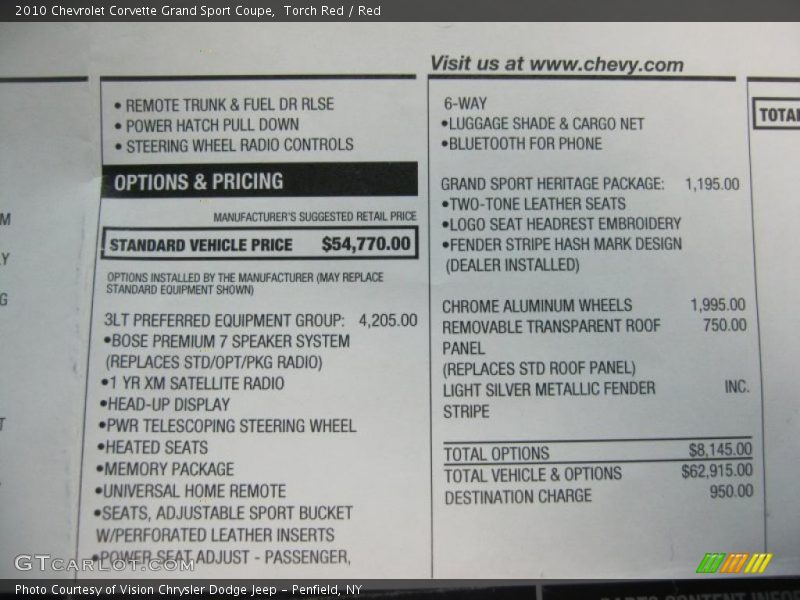 2010 Chevrolet Corvette Grand Sport Coupe,  Torch Red / Red
Visit us at www.chevy.com
• REMOTE TRUNK & FUEL DR RLSE
• POWER HATCH PULL DOWN
• STEERING WHEEL RADIO CONTROLS
OPTIONS & PRICING
MANUFACTURER'S SUGGESTED RETAIL PRICE
STANDARD VEHICLE PRICE $54,770.00
OPTIONS INSTALLED BY THE MANUFACTURER (MAY REPLACE
STANDARD EQUIPMENT SHOWN)
3LT PREFERRED EQUIPMENT GROUP: 4,205.00
•BOSE PREMIUM 7 SPEAKER SYSTEM
(REPLACES STD/OPT/PKG RADIO)
•1 YR XM SATELLITE RADIO
•HEAD-UP DISPLAY
•PWR TELESCOPING STEERING WHEEL
•HEATED SEATS
•MEMORY PACKAGE
•UNIVERSAL HOME REMOTE
•SEATS, ADJUSTABLE SPORT BUCKET
W/PERFORATED LEATHER INSERTS
•POWER SEAT ADJUST - PASSENGER,
6-WAY
•LUGGAGE SHADE & CARGO NET
•BLUETOOTH FOR PHONE
GRAND SPORT HERITAGE PACKAGE: 1,195.00
•TWO-TONE LEATHER SEATS
•LOGO SEAT HEADREST EMBROIDERY
•FENDER STRIPE HASH MARK DESIGN
(DEALER INSTALLED)
CHROME ALUMINUM WHEELS 1,995.00
REMOVABLE TRANSPARENT ROOF 750.00
PANEL
(REPLACES STD ROOF PANEL)
LIGHT SILVER METALLIC FENDER INC.
STRIPE
TOTAL OPTIONS $8,145.00
TOTAL VEHICLE & OPTIONS $62,915.00
DESTINATION CHARGE 950.00
GTCarLot.com
Photo Courtesy of Vision Chrysler Dodge Jeep – Penfield, NY